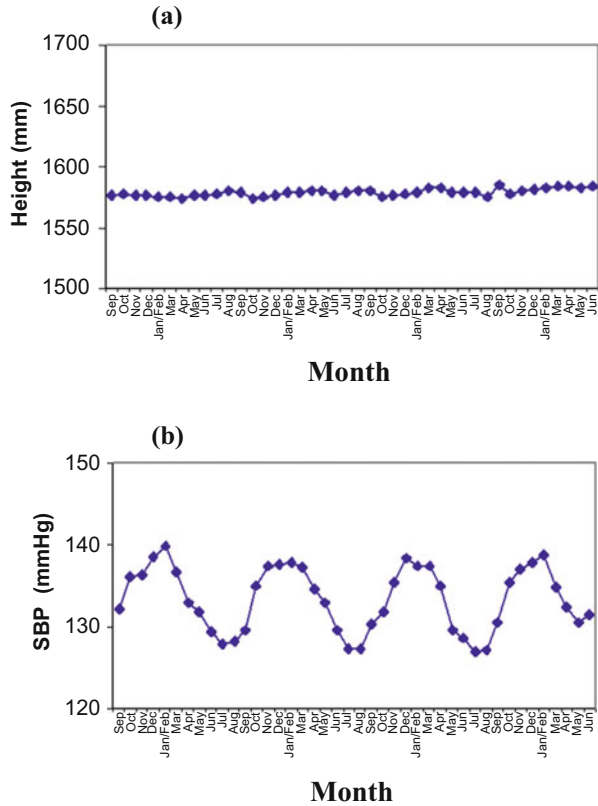 (a)
1700
1650
1600
1550
1500
Height (mm)
Sep Oct Nov Dec Jan/Feb Mar Apr May Jun Jul Aug Sep Oct Nov Dec Jan/Feb Mar Apr May Jun Jul Aug Sep Oct Nov Dec Jan/Feb Mar Apr May Jun Jul Aug Sep Oct Nov Dec Jan/Feb Mar Apr May Jun
Month
(b)
150
140
130
120
SBP (mmHg)
Sep Oct Nov Dec Jan/Feb Mar Apr May Jun Jul Aug Sep Oct Nov Dec Jan/Feb Mar Apr May Jun Jul Aug Sep Oct Nov Dec Jan/Feb Mar Apr May Jun Jul Aug Sep Oct Nov Dec Jan/Feb Mar Apr May Jun
Month